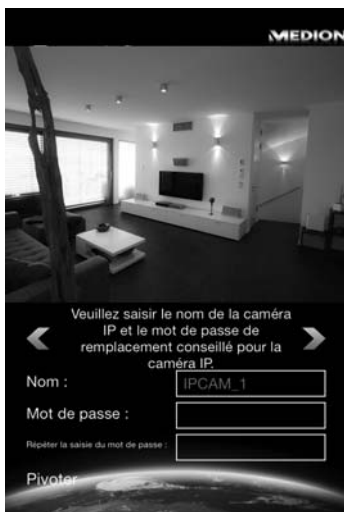 MEDION
Veuillez saisir le nom de la caméra
IP et le mot de passe de
remplacement conseillé pour la
caméra IP.
Nom :
IPCAM_1
Mot de passe :
Répéter la saisie du mot de passe :
Pivoter